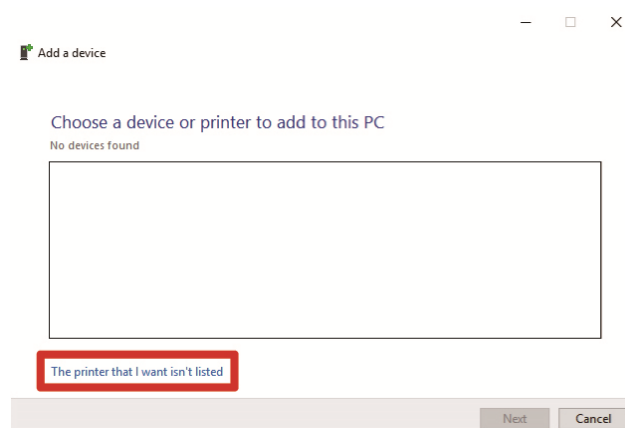 Add a device
Choose a device or printer to add to this PC
No devices found
The printer that I want isn't listed
Next
Cancel